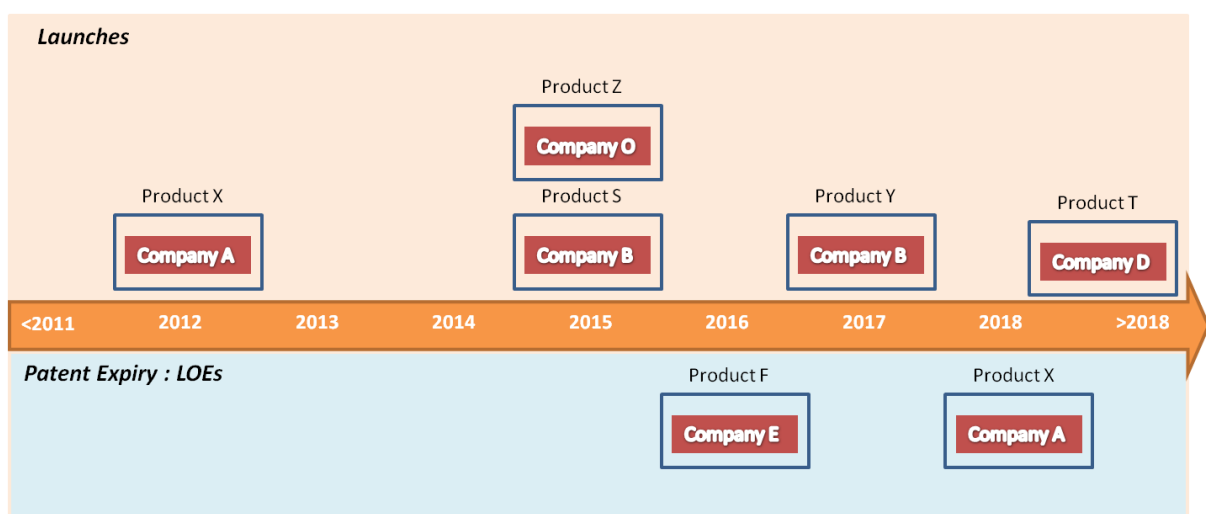 Launches
Product Z
Company O
Product X
Product S
Product Y
Product T
Company A
Company B
Company B
Company D
<2011 2012 2013 2014 2015 2016 2017 2018 >2018
Patent Expiry : LOEs
Product F
Product X
Company E
Company A